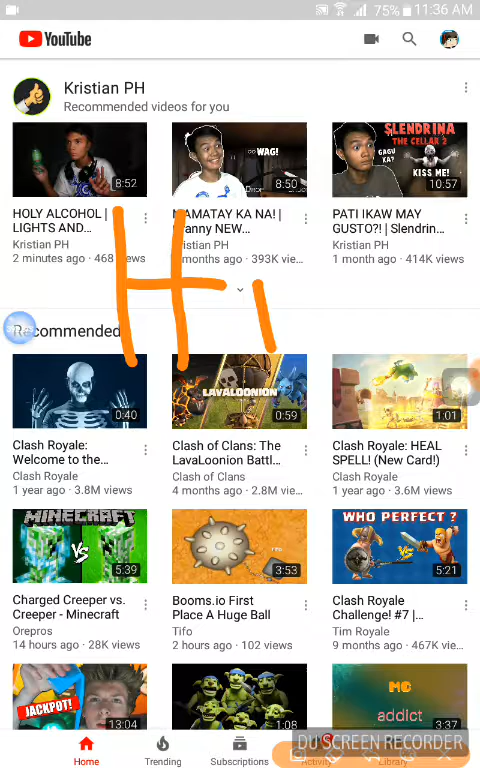 75% 11:36 AM
YouTube
Kristian PH
Recommended videos for you
8:52
WAG!
8:50
SLENDRINA
THE CELLAR 2
GAGU
KA?
KISS ME!
10:57
HOLY ALCOHOL |
LIGHTS AND…
Kristian PH
2 minutes ago · 468 views
MAMATAY KA NA! |
Granny NEW…
Kristian PH
months ago · 393K vie…
PATI IKAW MAY
GUSTO?! | Slendrin…
Kristian PH
1 month ago · 414K views
Hi
Recommended
0:40
LAVALOONION
0:59
1:01
Clash Royale:
Welcome to the…
Clash Royale
1 year ago · 3.8M views
Clash of Clans: The
LavaLoonion Battl…
Clash of Clans
4 months ago · 2.8M vie…
Clash Royale: HEAL
SPELL! (New Card!)
Clash Royale
1 year ago · 3.6M views
MINECRAFT
VS
5:39
3:53
WHO PERFECT ?
VS
5:21
Charged Creeper vs.
Creeper - Minecraft
Orepros
14 hours ago · 28K views
Booms.io First
Place A Huge Ball
Tifo
2 hours ago · 102 views
Clash Royale
Challenge! #7 |…
Tim Royale
9 months ago · 467K vie…
JACKPOT!
13:04
1:08
MC
addict
3:37
DU SCREEN RECORDER
Home
Trending
Subscriptions
Activity
Library